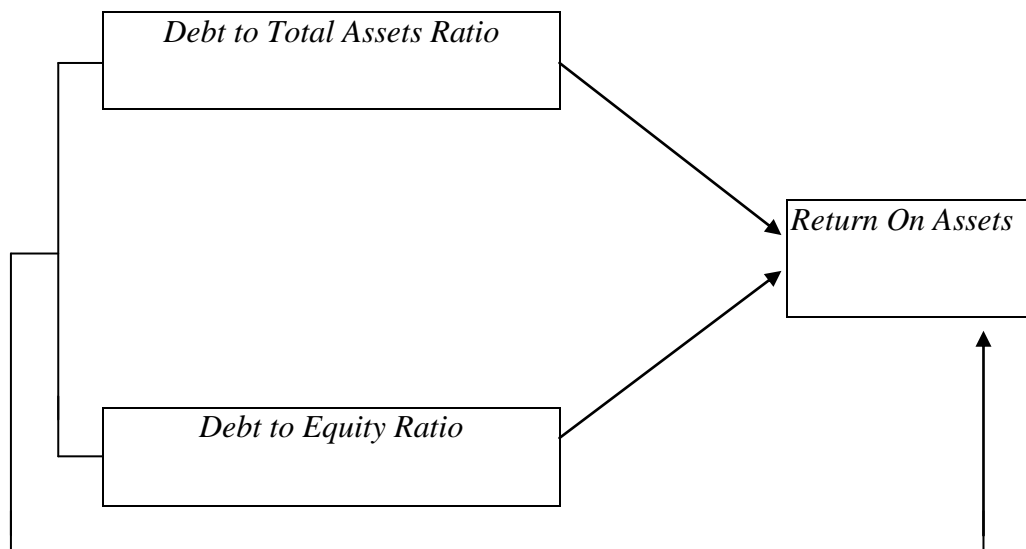 Debt to Total Assets Ratio
Return On Assets
Debt to Equity Ratio